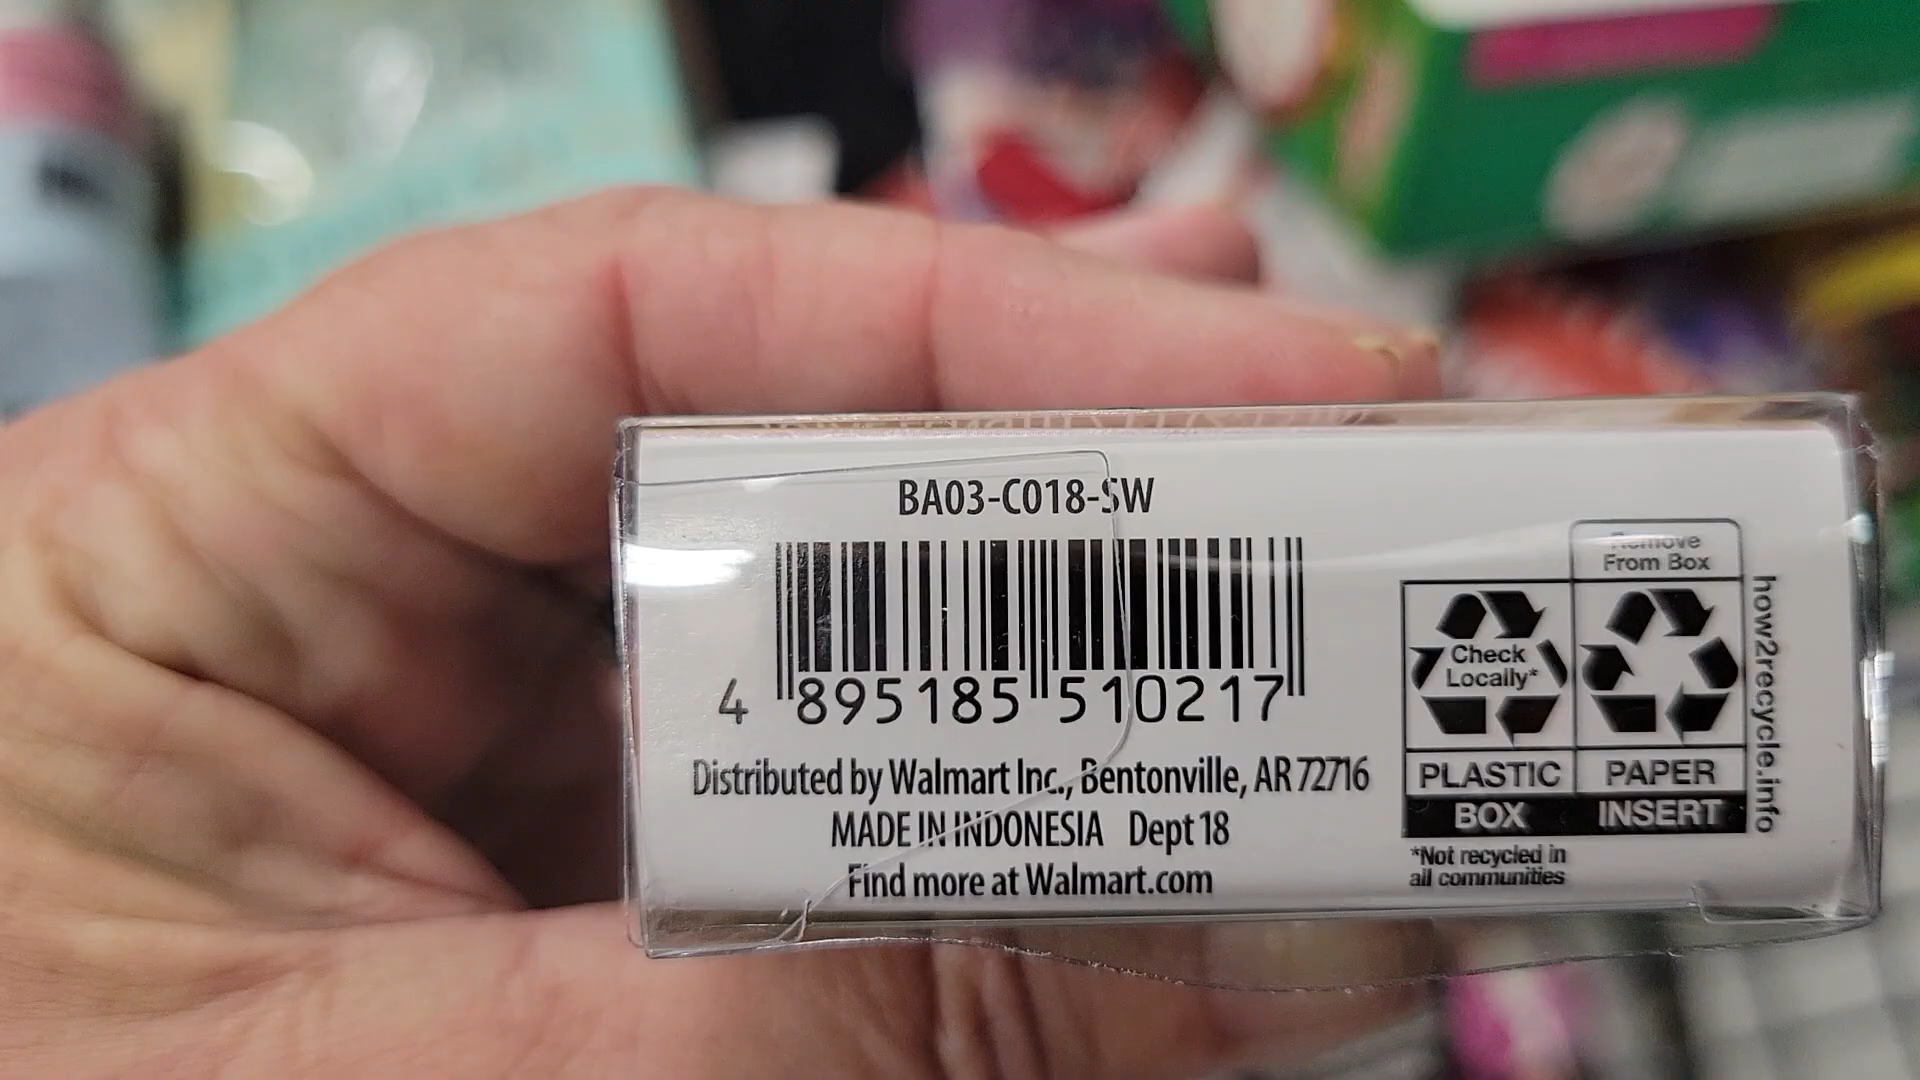 BA03-C018-SW
4 895185 510217
Distributed by Walmart Inc., Bentonville, AR 72716
MADE IN INDONESIA Dept 18
Find more at Walmart.com
Remove
From Box
Check
Locally*
PLASTIC
PAPER
BOX
INSERT
*Not recycled in
all communities
how2recycle.info